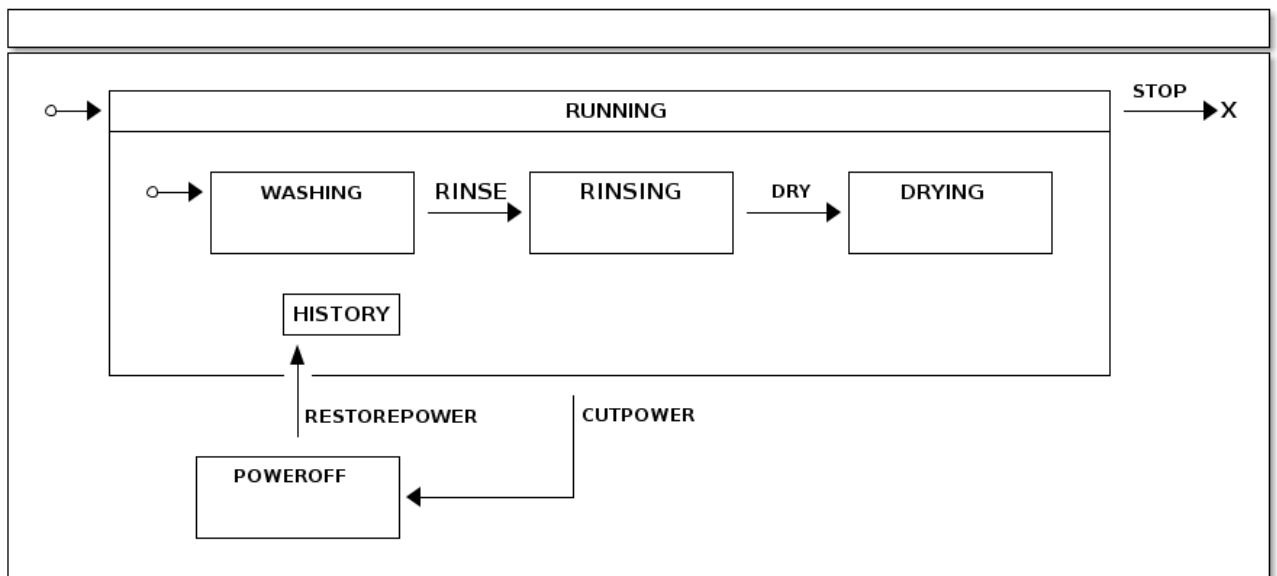 STOP
RUNNING
X
WASHING
RINSE
RINSING
DRY
DRYING
HISTORY
RESTOREPOWER
CUTPOWER
POWEROFF